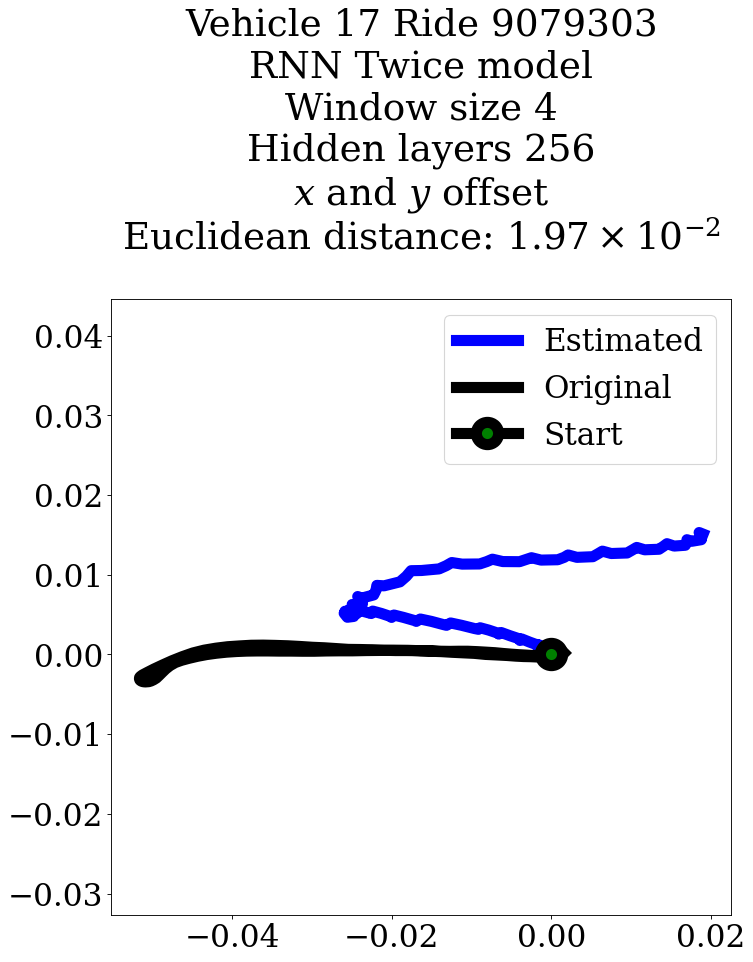 Vehicle 17 Ride 9079303
RNN Twice model
Window size 4
Hidden layers 256
x and y offset
Euclidean distance: 1.97 × 10⁻²
Estimated
Original
Start
0.04
0.03
0.02
0.01
0.00
−0.01
−0.02
−0.03
−0.04 −0.02 0.00 0.02